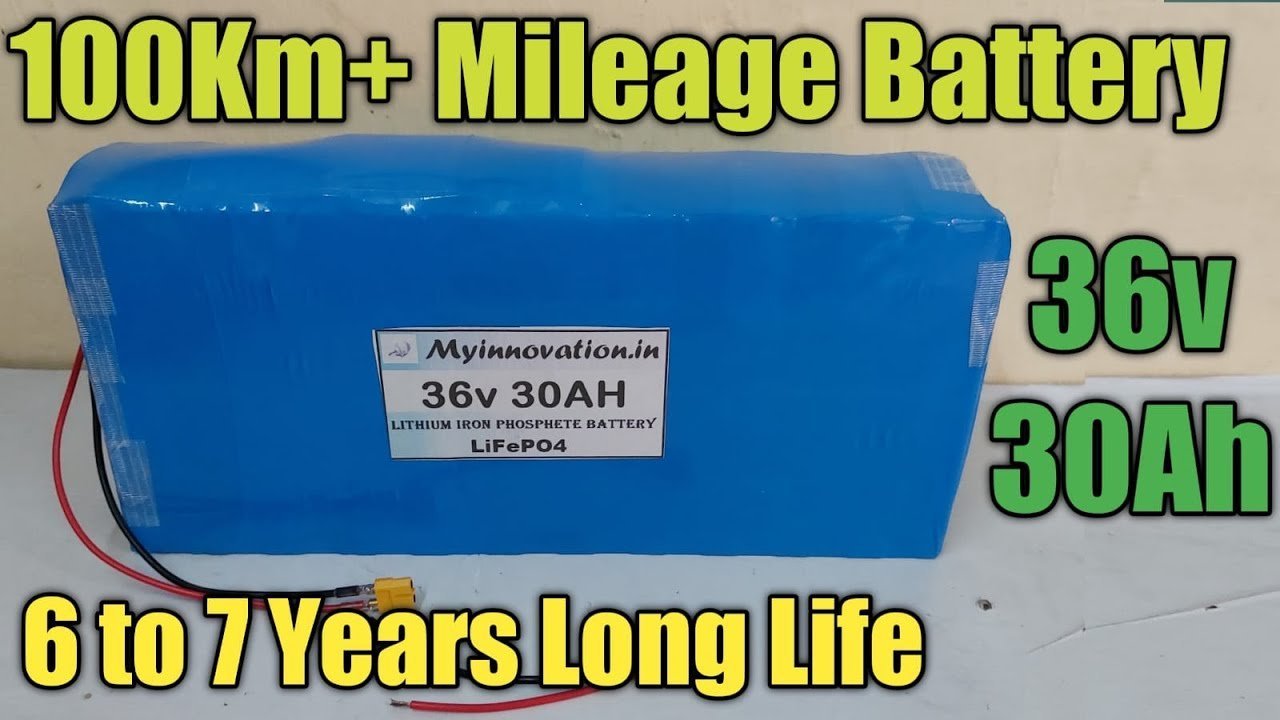 100Km+ Mileage Battery
36v
30Ah
Myinnovation.in
36v 30AH
LITHIUM IRON PHOSPHETE BATTERY
LiFePO4
6 to 7 Years Long Life